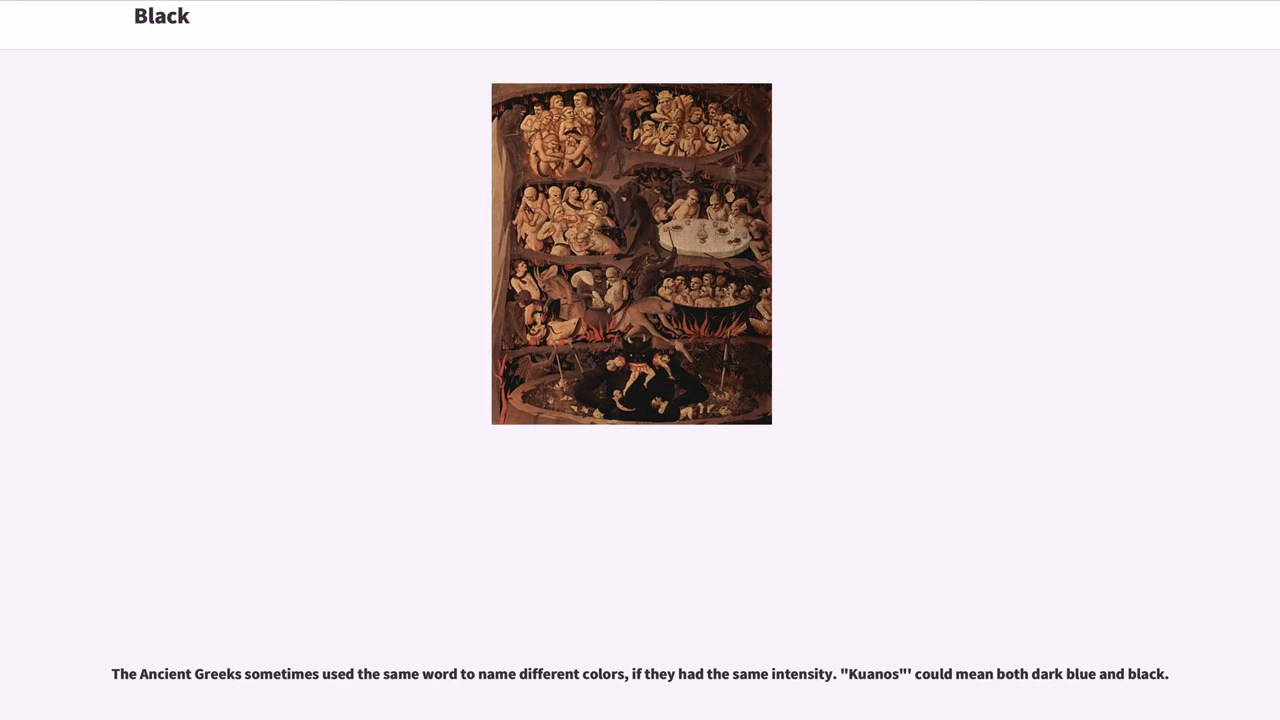 Black
The Ancient Greeks sometimes used the same word to name different colors, if they had the same intensity. "Kuanos"' could mean both dark blue and black.